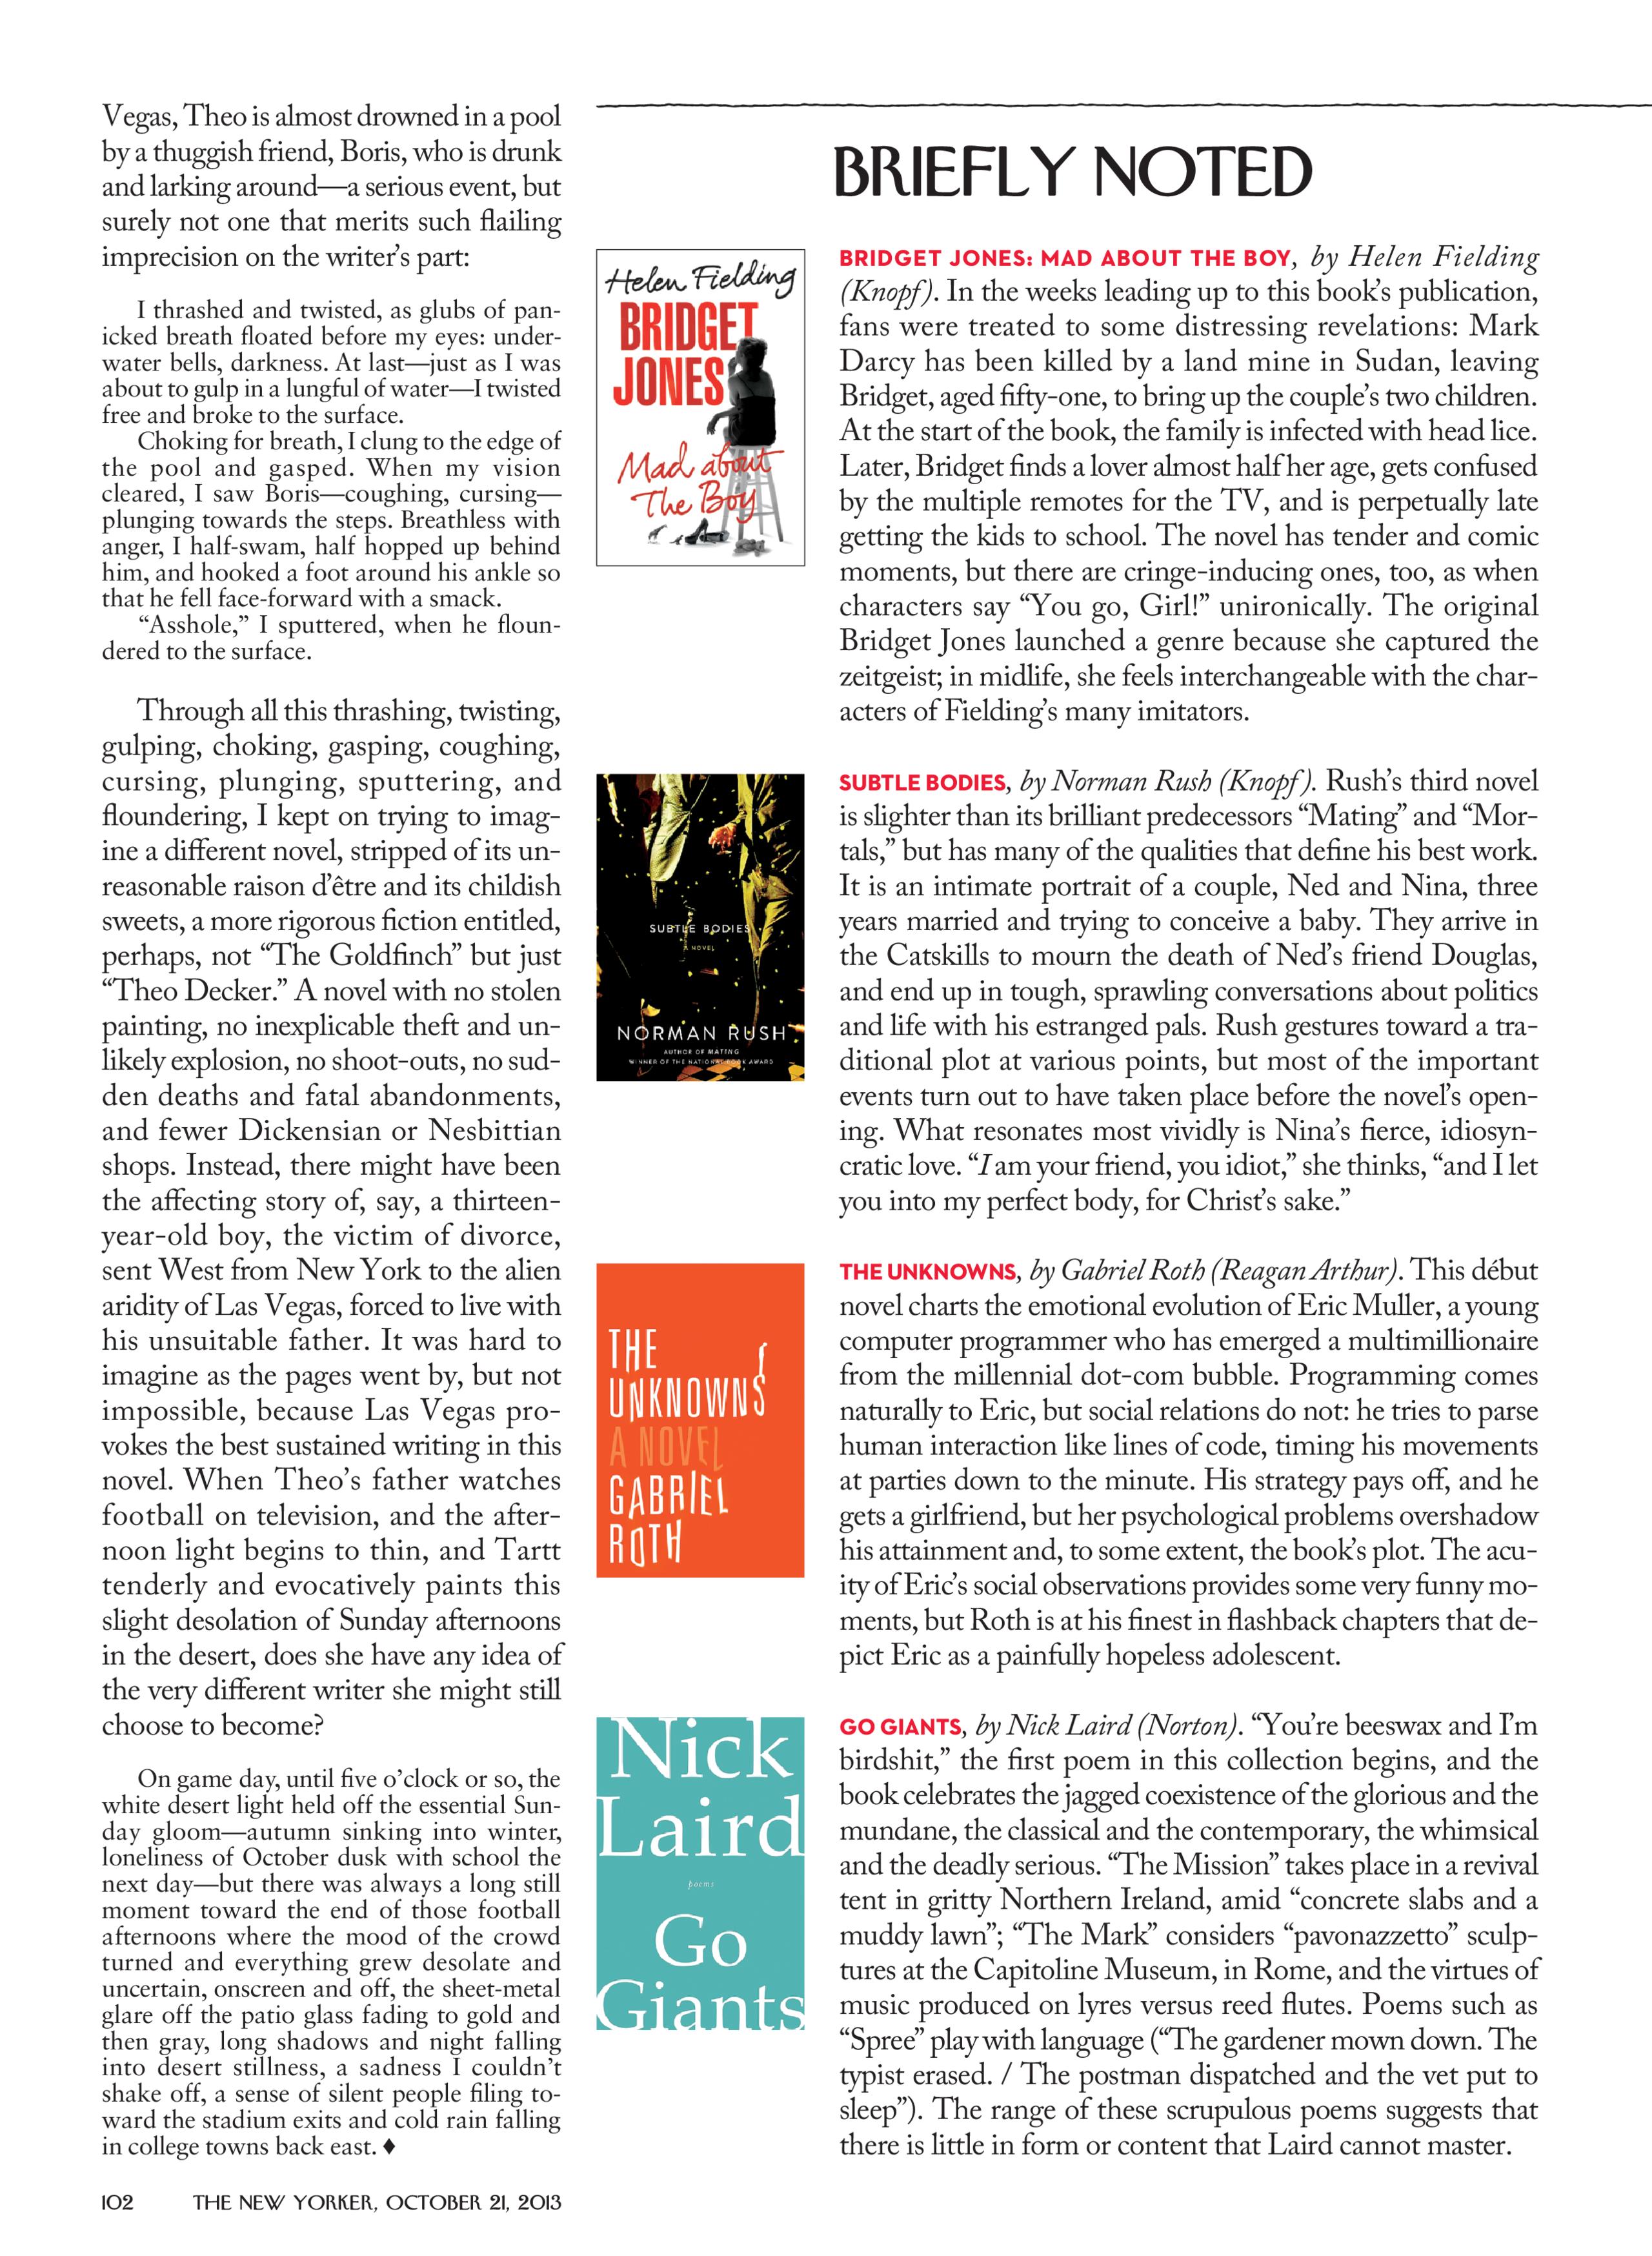 Vegas, Theo is almost drowned in a pool
by a thuggish friend, Boris, who is drunk
and larking around—a serious event, but
surely not one that merits such flailing
imprecision on the writer's part:
I thrashed and twisted, as glubs of pan-
icked breath floated before my eyes: under-
water bells, darkness. At last—just as I was
about to gulp in a lungful of water—I twisted
free and broke to the surface.
Choking for breath, I clung to the edge of
the pool and gasped. When my vision
cleared, I saw Boris—coughing, cursing—
plunging towards the steps. Breathless with
anger, I half-swam, half hopped up behind
him, and hooked a foot around his ankle so
that he fell face-forward with a smack.
“Asshole,” I sputtered, when he floun-
dered to the surface.
Through all this thrashing, twisting,
gulping, choking, gasping, coughing,
cursing, plunging, sputtering, and
floundering, I kept on trying to imag-
ine a different novel, stripped of its un-
reasonable raison d'être and its childish
sweets, a more rigorous fiction entitled,
perhaps, not “The Goldfinch” but just
“Theo Decker.” A novel with no stolen
painting, no inexplicable theft and un-
likely explosion, no shoot-outs, no sud-
den deaths and fatal abandonments,
and fewer Dickensian or Nesbittian
shops. Instead, there might have been
the affecting story of, say, a thirteen-
year-old boy, the victim of divorce,
sent West from New York to the alien
aridity of Las Vegas, forced to live with
his unsuitable father. It was hard to
imagine as the pages went by, but not
impossible, because Las Vegas pro-
vokes the best sustained writing in this
novel. When Theo's father watches
football on television, and the after-
noon light begins to thin, and Tartt
tenderly and evocatively paints this
slight desolation of Sunday afternoons
in the desert, does she have any idea of
the very different writer she might still
choose to become?
On game day, until five o'clock or so, the
white desert light held off the essential Sun-
day gloom—autumn sinking into winter,
loneliness of October dusk with school the
next day—but there was always a long still
moment toward the end of those football
afternoons where the mood of the crowd
turned and everything grew desolate and
uncertain, onscreen and off, the sheet-metal
glare off the patio glass fading to gold and
then gray, long shadows and night falling
into desert stillness, a sadness I couldn't
shake off, a sense of silent people filing to-
ward the stadium exits and cold rain falling
in college towns back east. ♦
BRIEFLY NOTED
Helen Fielding
BRIDGET
JONES
Mad about
The Boy
BRIDGET JONES: MAD ABOUT THE BOY, by Helen Fielding
(Knopf). In the weeks leading up to this book's publication,
fans were treated to some distressing revelations: Mark
Darcy has been killed by a land mine in Sudan, leaving
Bridget, aged fifty-one, to bring up the couple's two children.
At the start of the book, the family is infected with head lice.
Later, Bridget finds a lover almost half her age, gets confused
by the multiple remotes for the TV, and is perpetually late
getting the kids to school. The novel has tender and comic
moments, but there are cringe-inducing ones, too, as when
characters say “You go, Girl!” unironically. The original
Bridget Jones launched a genre because she captured the
zeitgeist; in midlife, she feels interchangeable with the char-
acters of Fielding's many imitators.
SUBTLE BODIES
A NOVEL
NORMAN RUSH
AUTHOR OF MATING
WINNER OF THE NATIONAL BOOK AWARD
SUBTLE BODIES, by Norman Rush (Knopf). Rush's third novel
is slighter than its brilliant predecessors “Mating” and “Mor-
tals,” but has many of the qualities that define his best work.
It is an intimate portrait of a couple, Ned and Nina, three
years married and trying to conceive a baby. They arrive in
the Catskills to mourn the death of Ned's friend Douglas,
and end up in tough, sprawling conversations about politics
and life with his estranged pals. Rush gestures toward a tra-
ditional plot at various points, but most of the important
events turn out to have taken place before the novel's open-
ing. What resonates most vividly is Nina's fierce, idiosyn-
cratic love. “I am your friend, you idiot,” she thinks, “and I let
you into my perfect body, for Christ's sake.”
THE
UNKNOWNS
A NOVEL
GABRIEL
ROTH
THE UNKNOWNS, by Gabriel Roth (Reagan Arthur). This début
novel charts the emotional evolution of Eric Muller, a young
computer programmer who has emerged a multimillionaire
from the millennial dot-com bubble. Programming comes
naturally to Eric, but social relations do not: he tries to parse
human interaction like lines of code, timing his movements
at parties down to the minute. His strategy pays off, and he
gets a girlfriend, but her psychological problems overshadow
his attainment and, to some extent, the book's plot. The acu-
ity of Eric's social observations provides some very funny mo-
ments, but Roth is at his finest in flashback chapters that de-
pict Eric as a painfully hopeless adolescent.
Nick
Laird
poems
Go
Giants
GO GIANTS, by Nick Laird (Norton). “You're beeswax and I'm
birdshit,” the first poem in this collection begins, and the
book celebrates the jagged coexistence of the glorious and the
mundane, the classical and the contemporary, the whimsical
and the deadly serious. “The Mission” takes place in a revival
tent in gritty Northern Ireland, amid “concrete slabs and a
muddy lawn”; “The Mark” considers “pavonazzetto” sculp-
tures at the Capitoline Museum, in Rome, and the virtues of
music produced on lyres versus reed flutes. Poems such as
“Spree” play with language (“The gardener mown down. The
typist erased. / The postman dispatched and the vet put to
sleep”). The range of these scrupulous poems suggests that
there is little in form or content that Laird cannot master.
102 THE NEW YORKER, OCTOBER 21, 2013